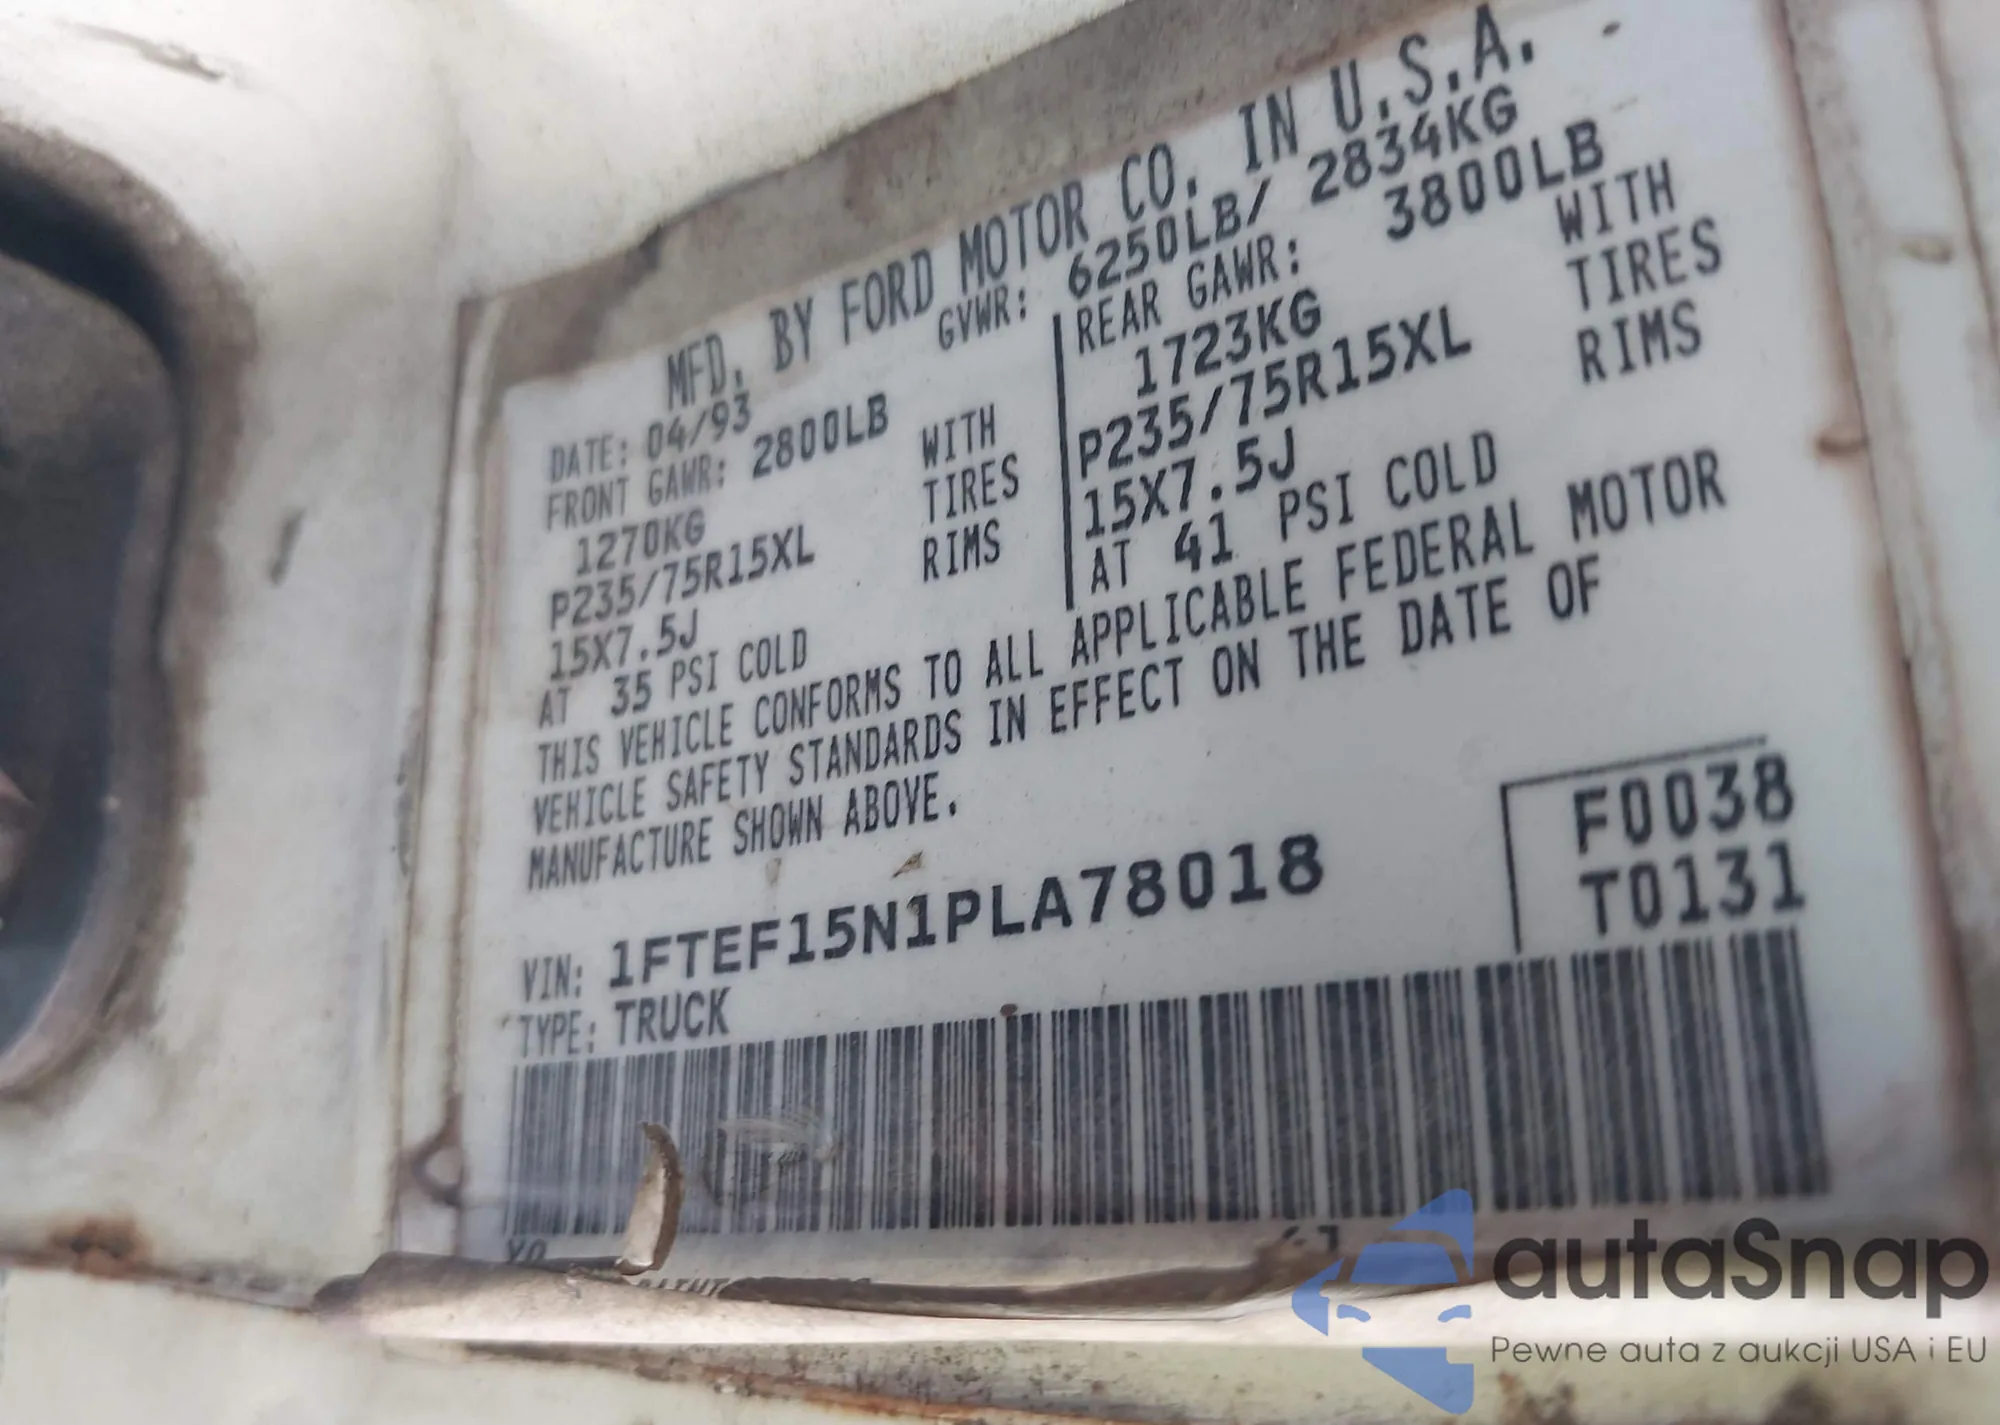 MFD. BY FORD MOTOR CO. IN U.S.A.
DATE: 04/93 GVWR: 6250LB/ 2834KG
FRONT GAWR: 2800LB
1270KG WITH
P235/75R15XL TIRES
15X7.5J RIMS
AT 35 PSI COLD
REAR GAWR: 3800LB
1723KG WITH
P235/75R15XL TIRES
15X7.5J RIMS
AT 41 PSI COLD
THIS VEHICLE CONFORMS TO ALL APPLICABLE FEDERAL MOTOR
VEHICLE SAFETY STANDARDS IN EFFECT ON THE DATE OF
MANUFACTURE SHOWN ABOVE.
F0038
T0131
VIN: 1FTEF15N1PLA78018
TYPE: TRUCK
autaSnap
Pewne auta z aukcji USA i EU